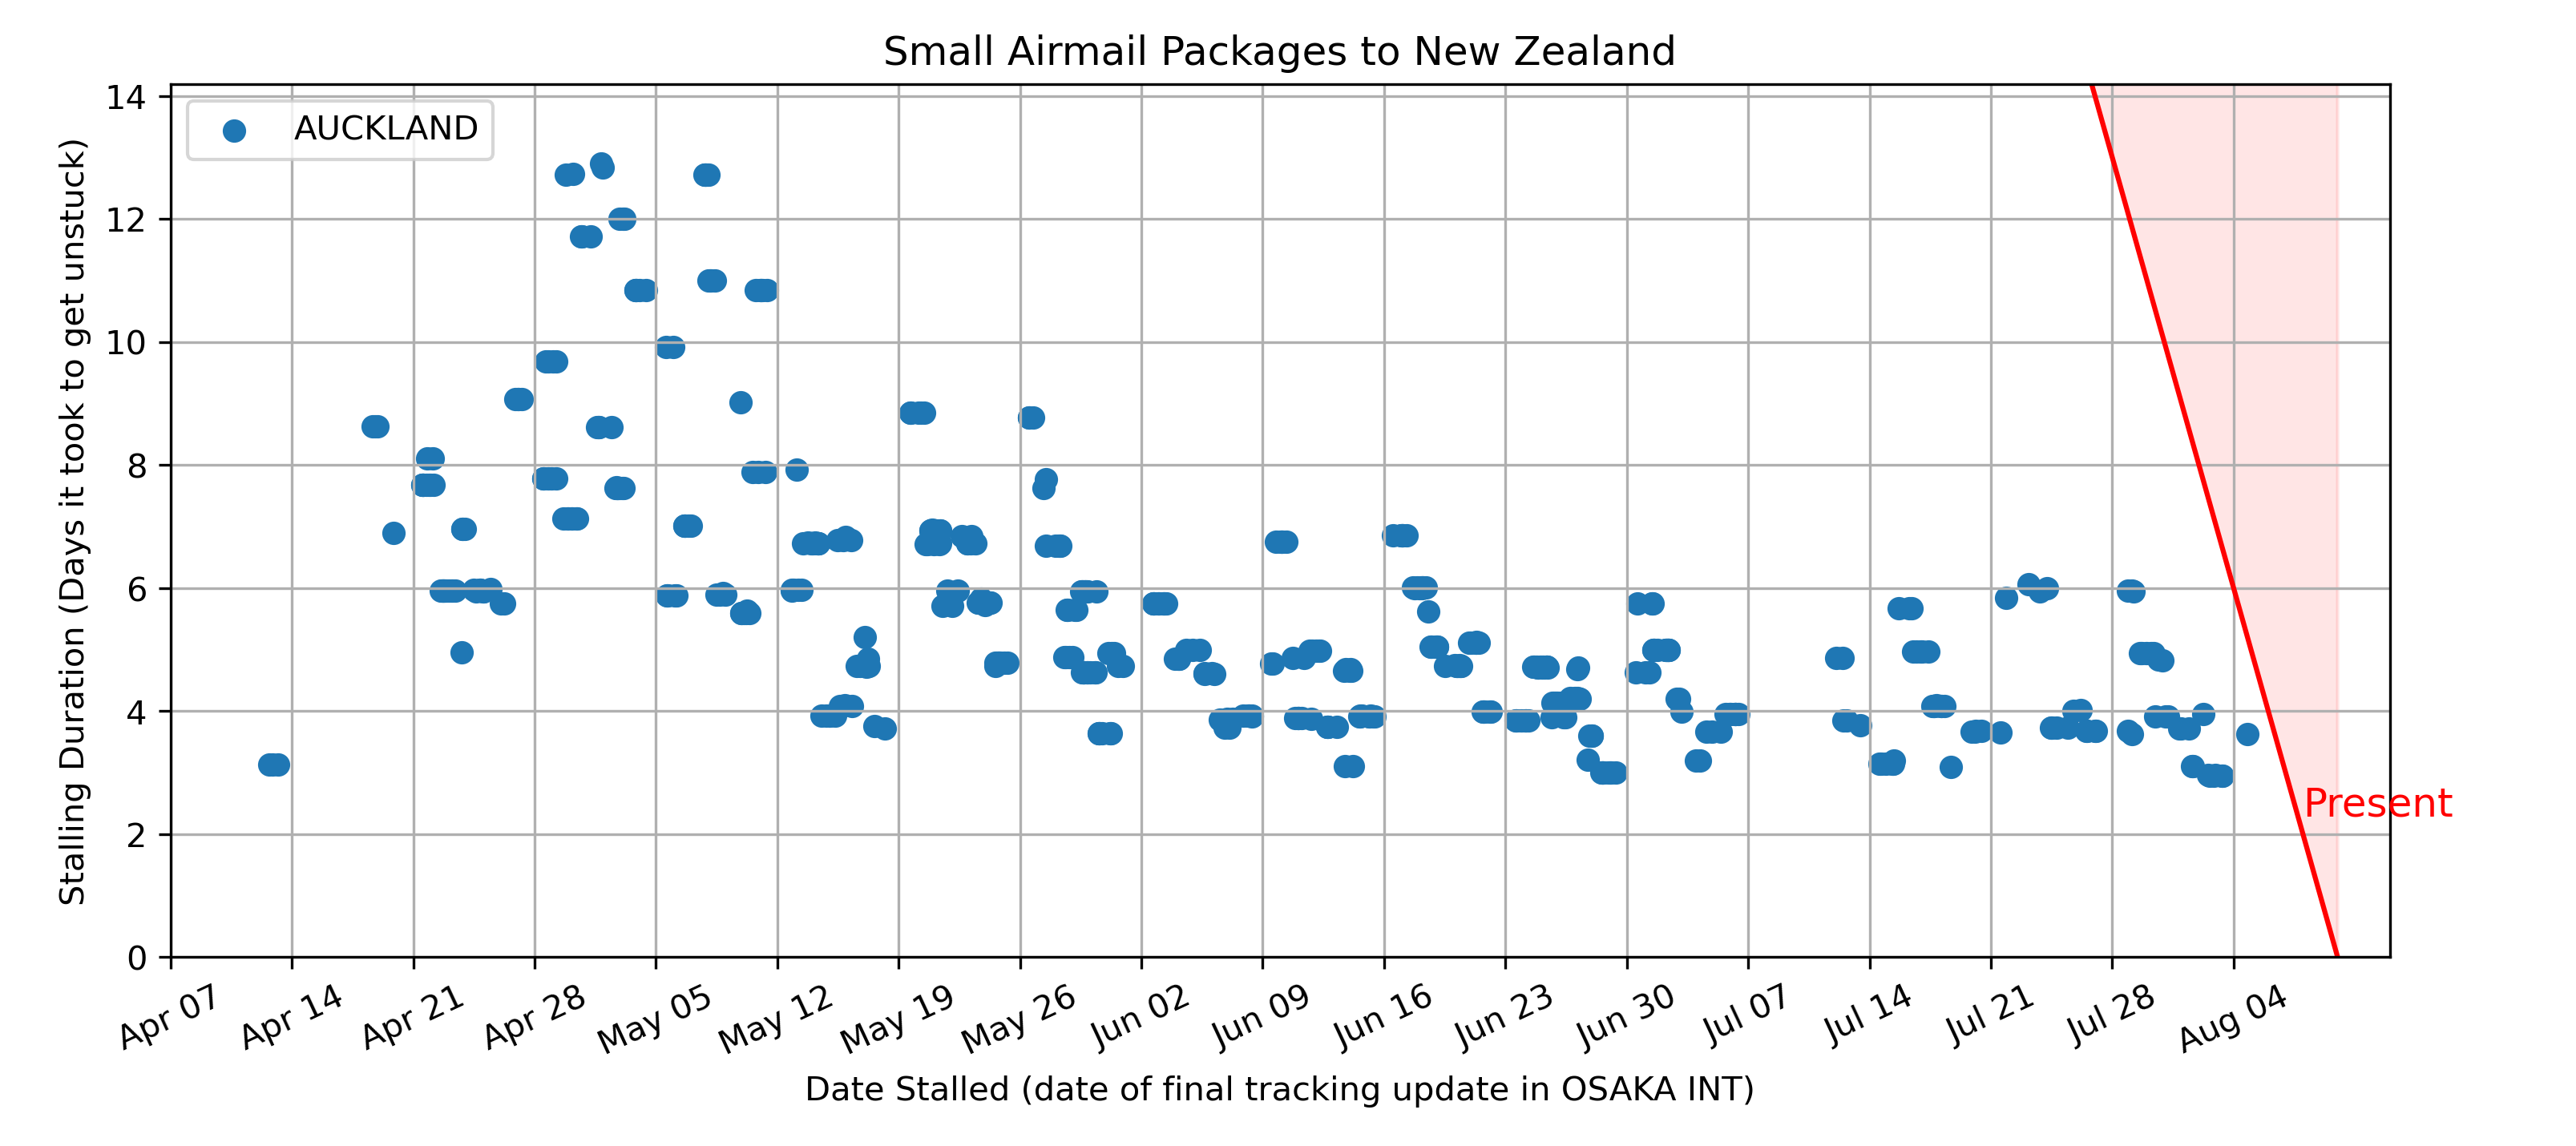 Small Airmail Packages to New Zealand
AUCKLAND
Stalling Duration (Days it took to get unstuck)
14
12
10
8
6
4
2
0
Present
Apr 07
Apr 14
Apr 21
Apr 28
May 05
May 12
May 19
May 26
Jun 02
Jun 09
Jun 16
Jun 23
Jun 30
Jul 07
Jul 14
Jul 21
Jul 28
Aug 04
Date Stalled (date of final tracking update in OSAKA INT)